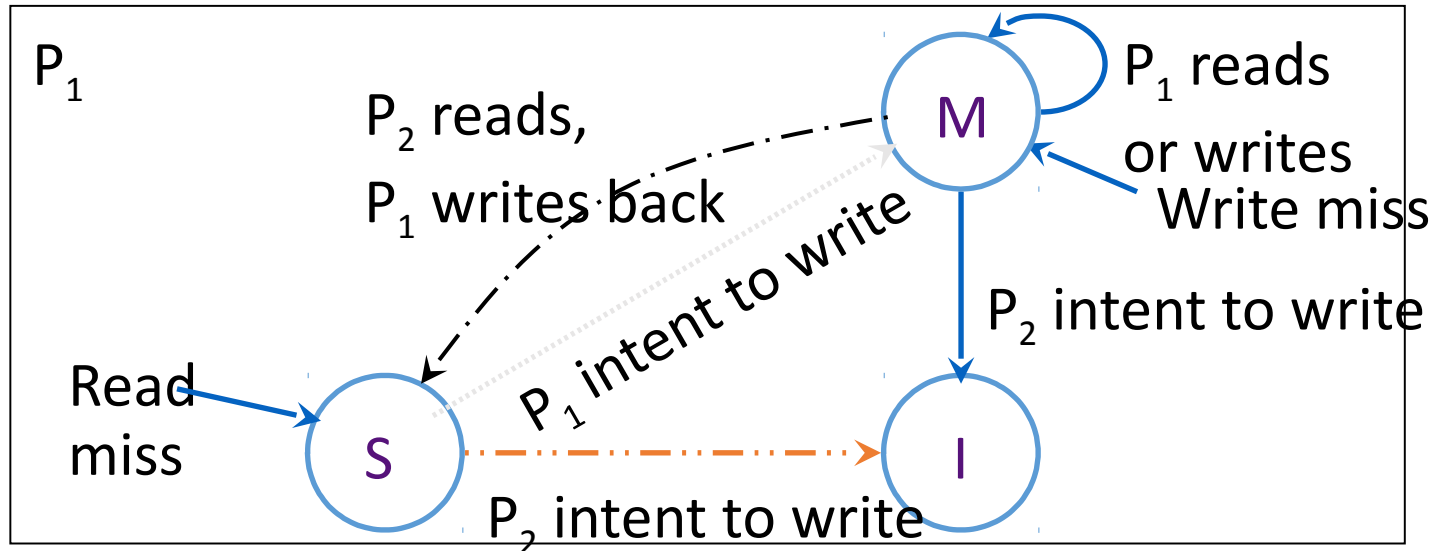 P1
P2 reads,
P1 writes back
M
P1 reads
or writes
Write miss
P1 intent to write
P2 intent to write
Read
miss
S
I
P2 intent to write